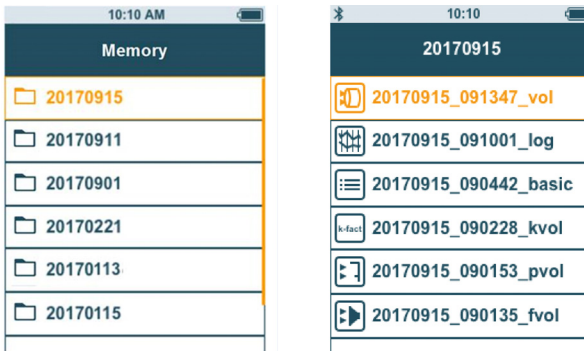 10:10 AM
Memory
20170915
20170911
20170901
20170221
20170113
20170115
10:10
20170915
20170915_091347_vol
20170915_091001_log
20170915_090442_basic
k-fact 20170915_090228_kvol
20170915_090153_pvol
20170915_090135_fvol